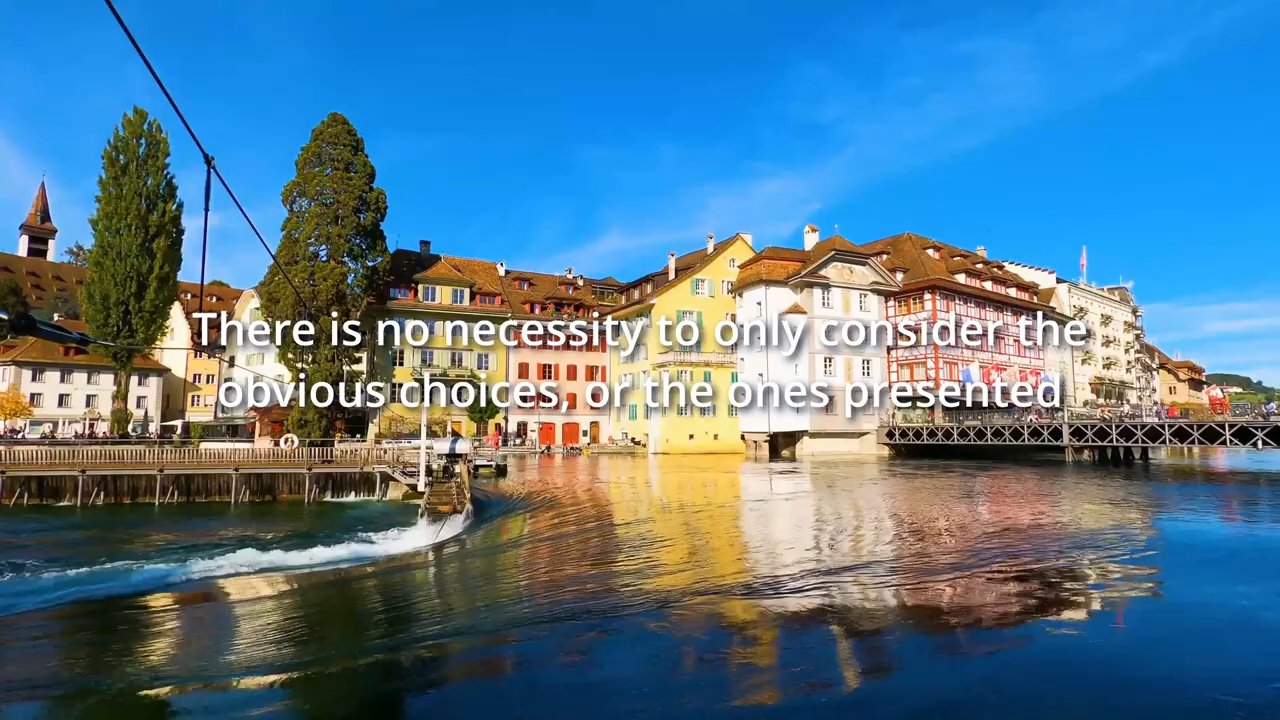 There is no necessity to only consider the
obvious choices, or the ones presented